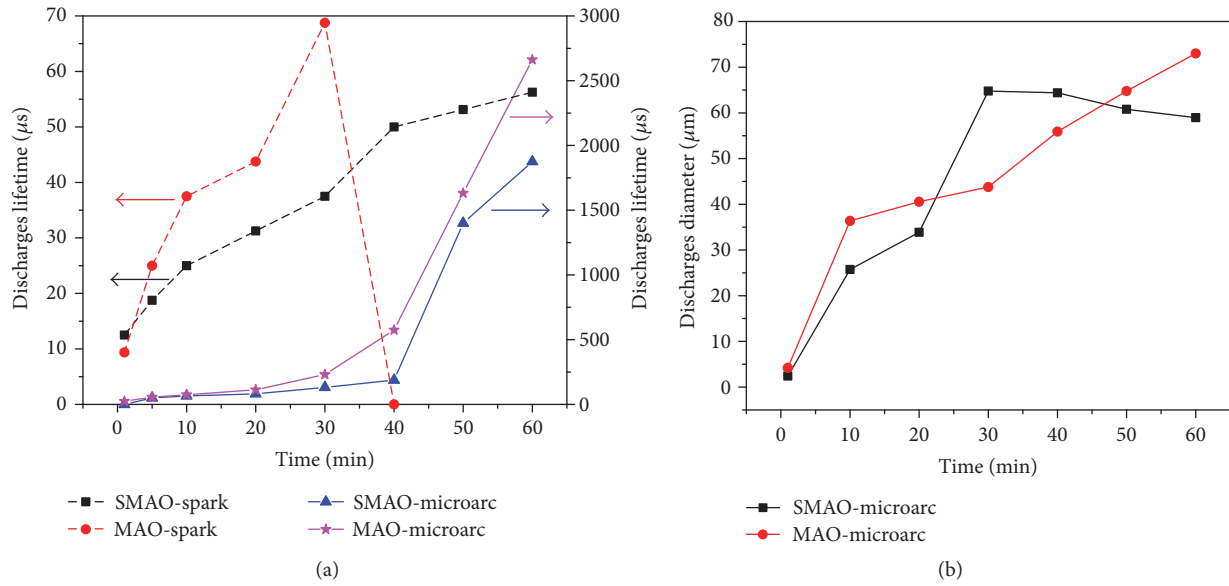 70
60
50
40
30
20
10
0
Discharges lifetime (μs)
3000
2500
2000
1500
1000
500
0
Discharges lifetime (μs)
0 10 20 30 40 50 60
Time (min)
SMAO-spark
MAO-spark
SMAO-microarc
MAO-microarc
(a)
80
70
60
50
40
30
20
10
0
Discharges diameter (μm)
0 10 20 30 40 50 60
Time (min)
SMAO-microarc
MAO-microarc
(b)